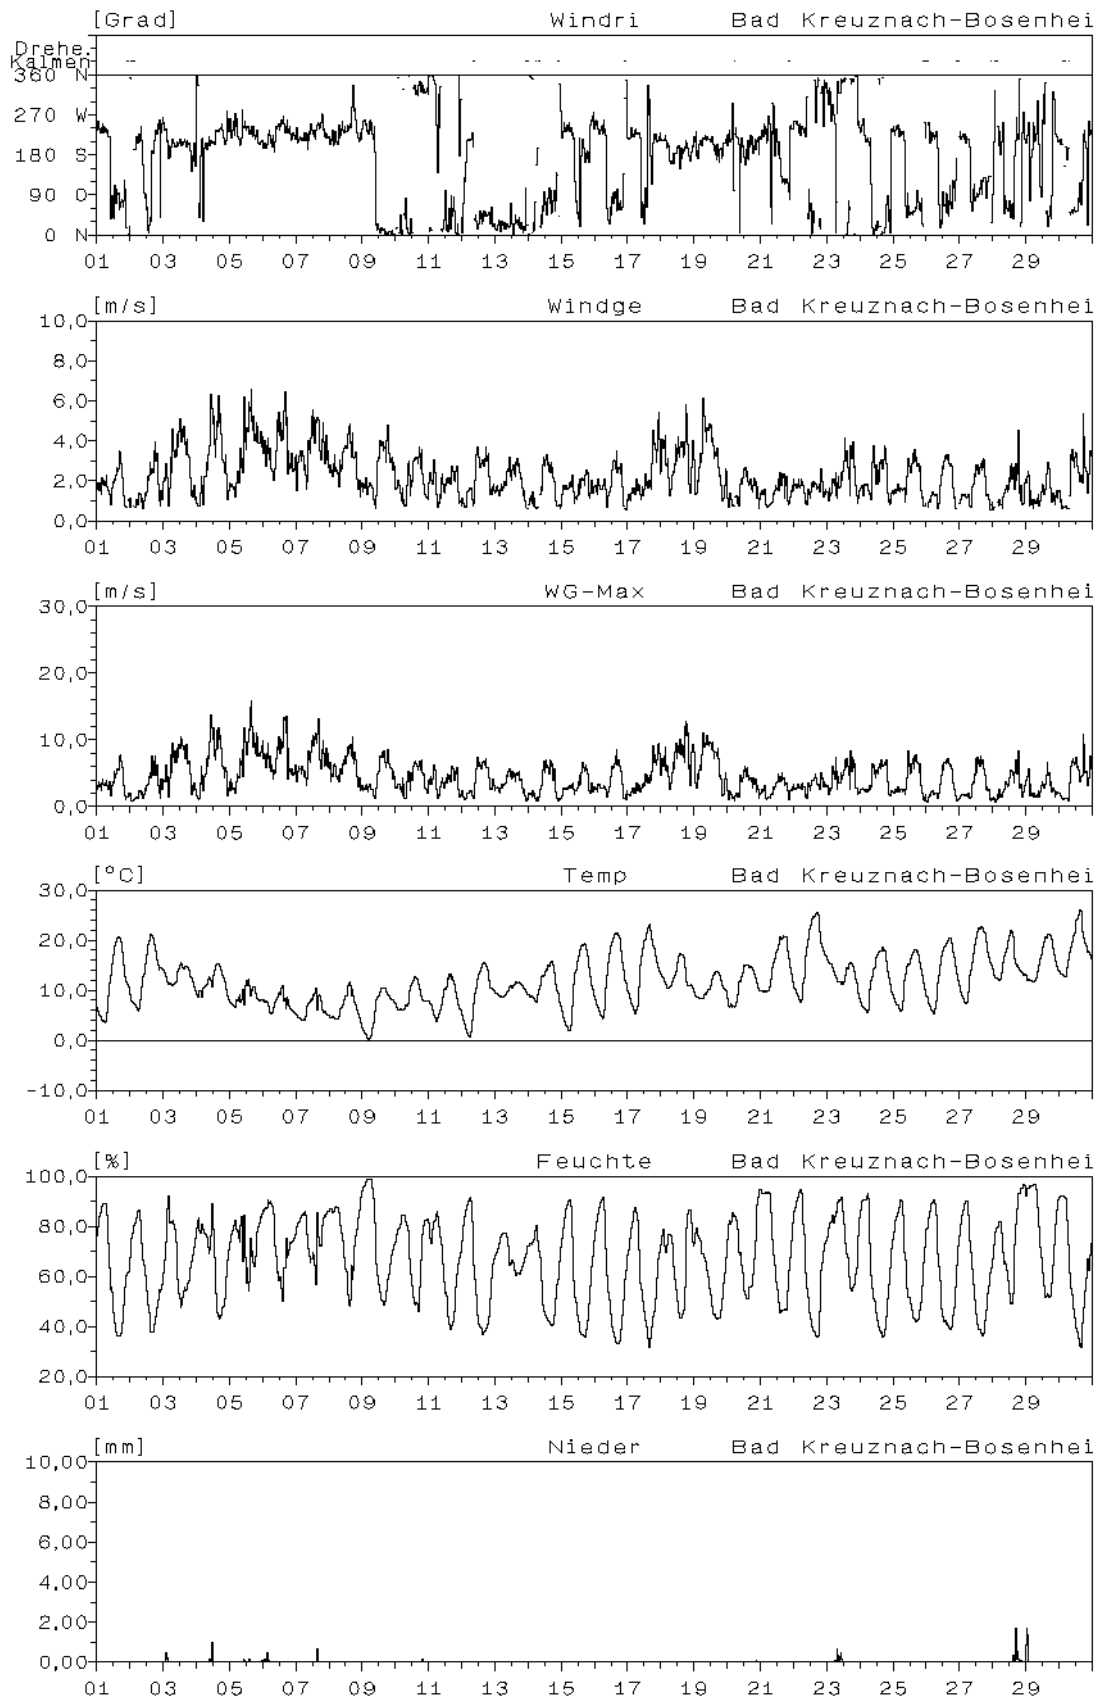 [Grad] Windri Bad Kreuznach-Bosenhei
Drehe.
Kalmen
360 N
270 W
180 S
90 O
0 N
01 03 05 07 09 11 13 15 17 19 21 23 25 27 29
[m/s] Windge Bad Kreuznach-Bosenhei
10,0
8,0
6,0
4,0
2,0
0,0
01 03 05 07 09 11 13 15 17 19 21 23 25 27 29
[m/s] WG-Max Bad Kreuznach-Bosenhei
30,0
20,0
10,0
0,0
01 03 05 07 09 11 13 15 17 19 21 23 25 27 29
[°C] Temp Bad Kreuznach-Bosenhei
30,0
20,0
10,0
0,0
-10,0
01 03 05 07 09 11 13 15 17 19 21 23 25 27 29
[%] Feuchte Bad Kreuznach-Bosenhei
100,0
80,0
60,0
40,0
20,0
01 03 05 07 09 11 13 15 17 19 21 23 25 27 29
[mm] Nieder Bad Kreuznach-Bosenhei
10,00
8,00
6,00
4,00
2,00
0,00
01 03 05 07 09 11 13 15 17 19 21 23 25 27 29